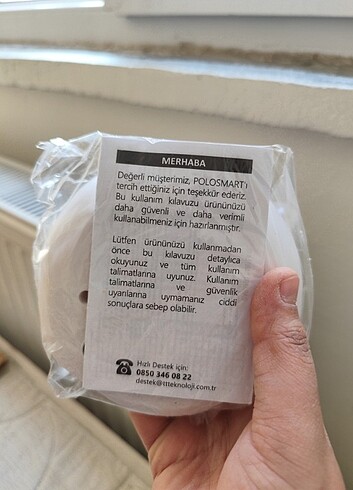 MERHABA
Değerli müşterimiz, POLOSMART'ı
tercih ettiğiniz için teşekkür ederiz.
Bu kullanım kılavuzu ürününüzü
daha güvenli ve daha verimli
kullanabilmeniz için hazırlanmıştır.
Lütfen ürününüzü kullanmadan
önce bu kılavuzu detaylıca
okuyunuz ve tüm kullanım
talimatlarına uyunuz. Kullanım
talimatlarına ve güvenlik
uyarılarına uymamanız ciddi
sonuçlara sebep olabilir.
Hızlı Destek için:
0850 346 08 22
destek@ittteknoloji.com.tr